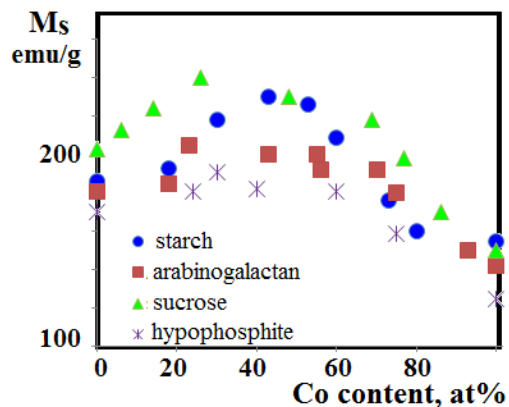 Ms
emu/g
200
starch
arabinogalactan
sucrose
hypophosphite
100
0 20 40 60 80
Co content, at%